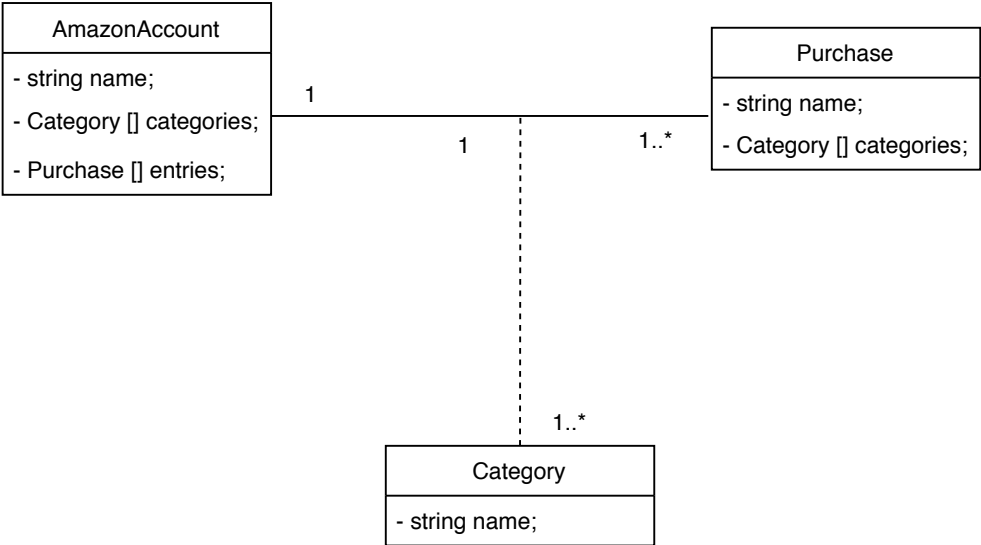 AmazonAccount
- string name;
- Category [] categories;
- Purchase [] entries;
1
1
1..*
Purchase
- string name;
- Category [] categories;
1..*
Category
- string name;